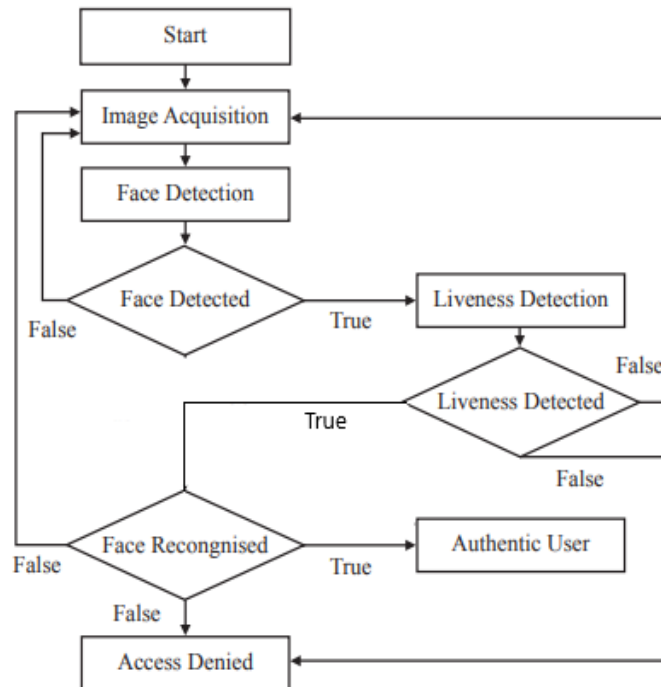 Start
Image Acquisition
Face Detection
Face Detected
False
True
Liveness Detection
Liveness Detected
False
True
False
Face Recongnised
False
True
Authentic User
False
Access Denied